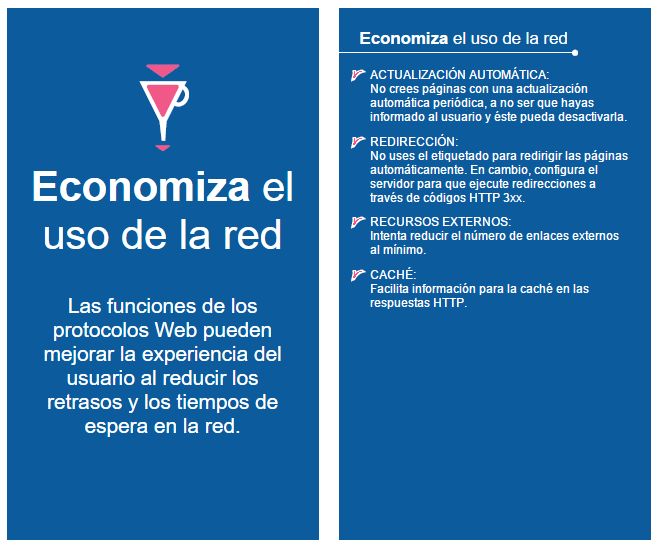 Economiza el
uso de la red
Las funciones de los
protocolos Web pueden
mejorar la experiencia del
usuario al reducir los
retrasos y los tiempos de
espera en la red.
Economiza el uso de la red
ACTUALIZACIÓN AUTOMÁTICA:
No crees páginas con una actualización
automática periódica, a no ser que hayas
informado al usuario y éste pueda desactivarla.
REDIRECCIÓN:
No uses el etiquetado para redirigir las páginas
automáticamente. En cambio, configura el
servidor para que ejecute redirecciones a
través de códigos HTTP 3xx.
RECURSOS EXTERNOS:
Intenta reducir el número de enlaces externos
al mínimo.
CACHÉ:
Facilita información para la caché en las
respuestas HTTP.